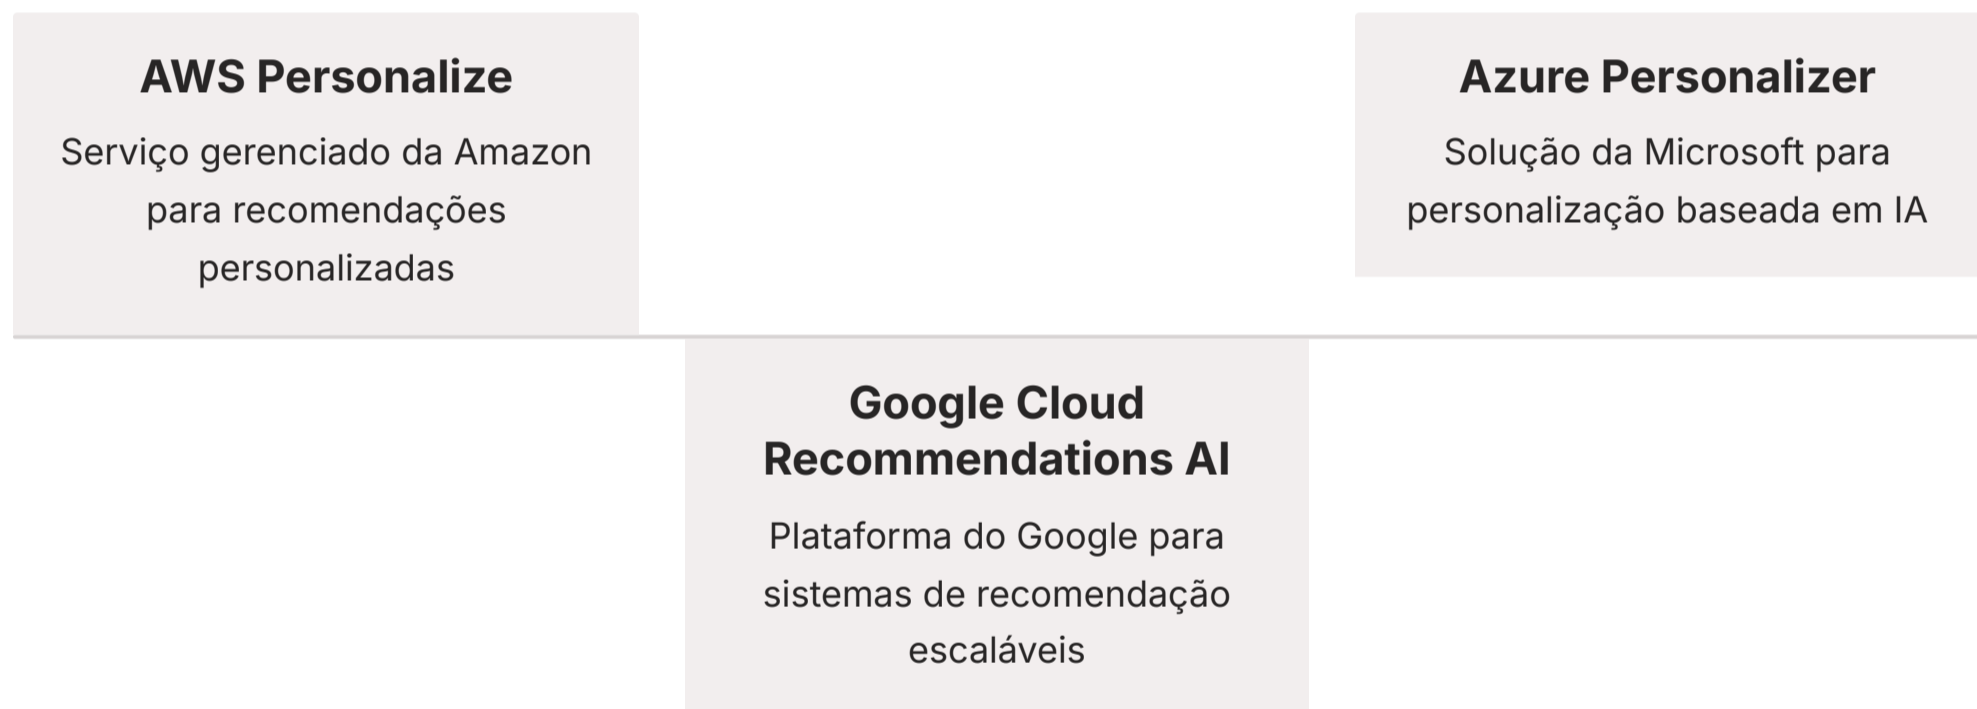 AWS Personalize
Serviço gerenciado da Amazon
para recomendações
personalizadas
Azure Personalizer
Solução da Microsoft para
personalização baseada em IA
Google Cloud
Recommendations AI
Plataforma do Google para
sistemas de recomendação
escaláveis